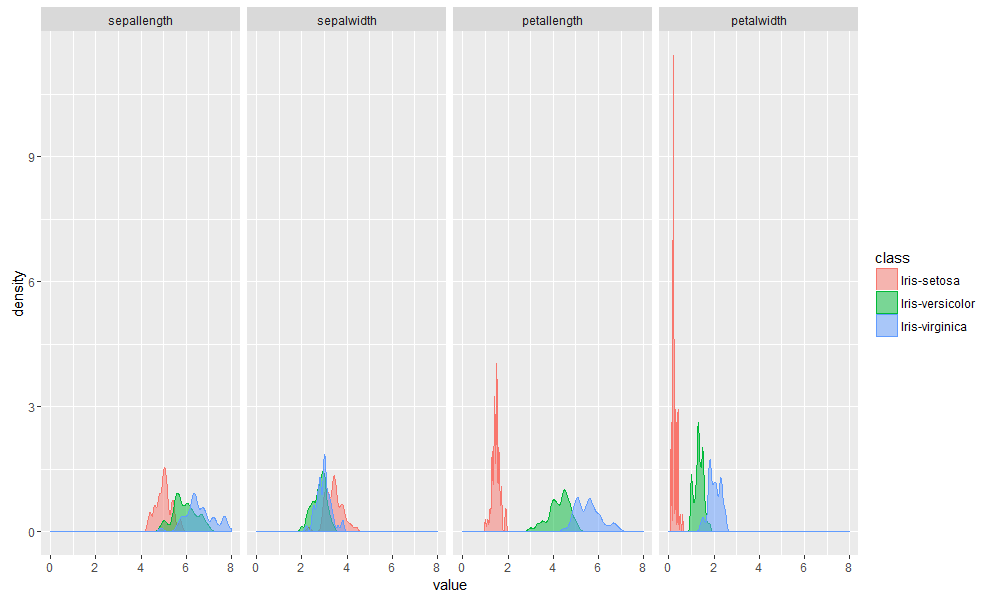 sepallength sepalwidth petallength petalwidth
9
6
3
0
density
0 2 4 6 8 0 2 4 6 8 0 2 4 6 8 0 2 4 6 8
value
class
Iris-setosa
Iris-versicolor
Iris-virginica